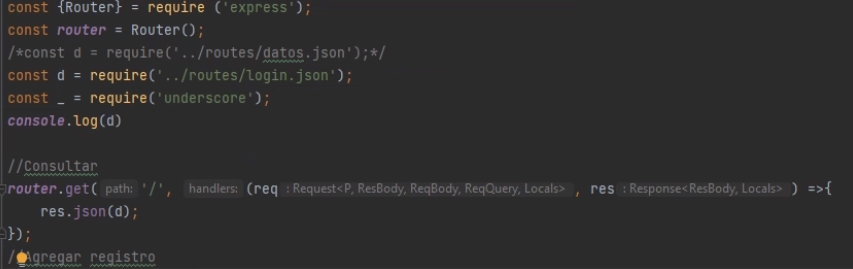 const {Router} = require ('express');
const router = Router();
/*const d = require('../routes/datos.json');*/
const d = require('../routes/login.json');
const _ = require('underscore');
console.log(d)
//Consultar
router.get( path: '/', handlers: (req : Request<P, ResBody, ReqBody, ReqQuery, Locals> , res : Response<ResBody, Locals> ) =>{
res.json(d);
});
//Agregar registro